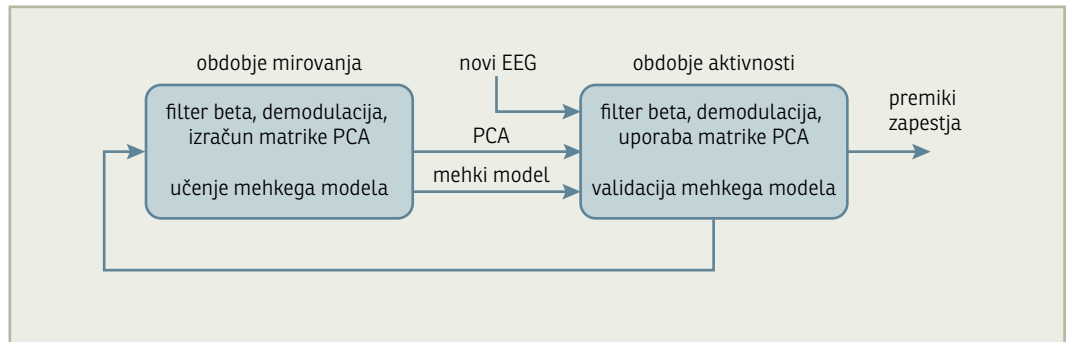 obdobje mirovanja
filter beta, demodulacija,
izračun matrike PCA
učenje mehkega modela
novi EEG
PCA
mehki model
obdobje aktivnosti
filter beta, demodulacija,
uporaba matrike PCA
validacija mehkega modela
premiki
zapestja